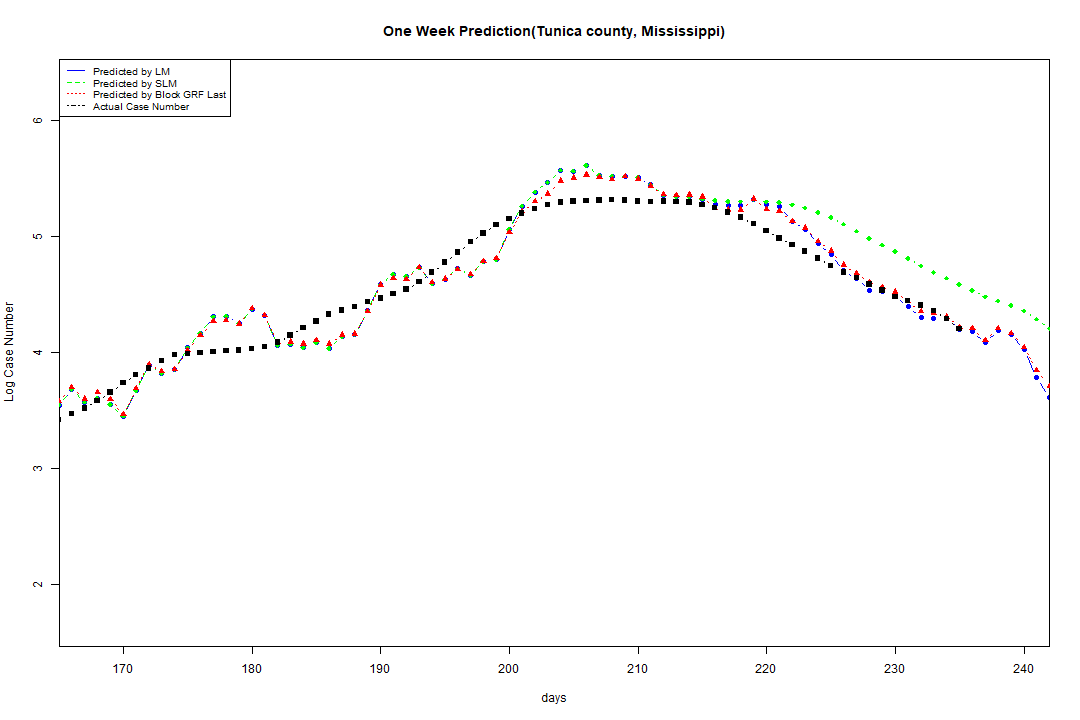 One Week Prediction(Tunica county, Mississippi)
Predicted by LM
Predicted by SLM
Predicted by Block GRF Last
Actual Case Number
6
5
4
3
2
Log Case Number
170 180 190 200 210 220 230 240
days